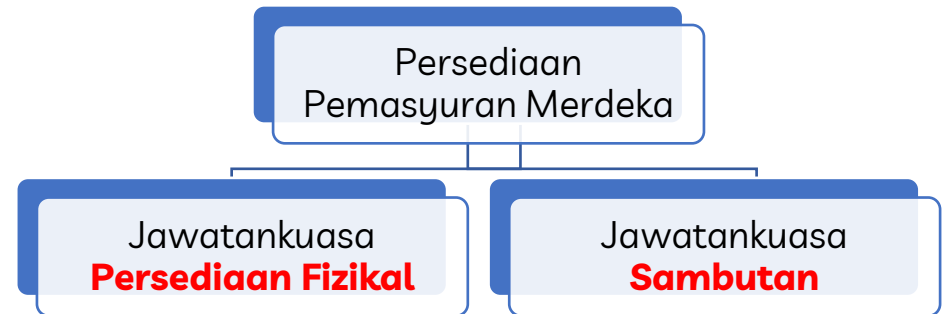 Persediaan
Pemasyuran Merdeka
Jawatankuasa
Persediaan Fizikal
Jawatankuasa
Sambutan